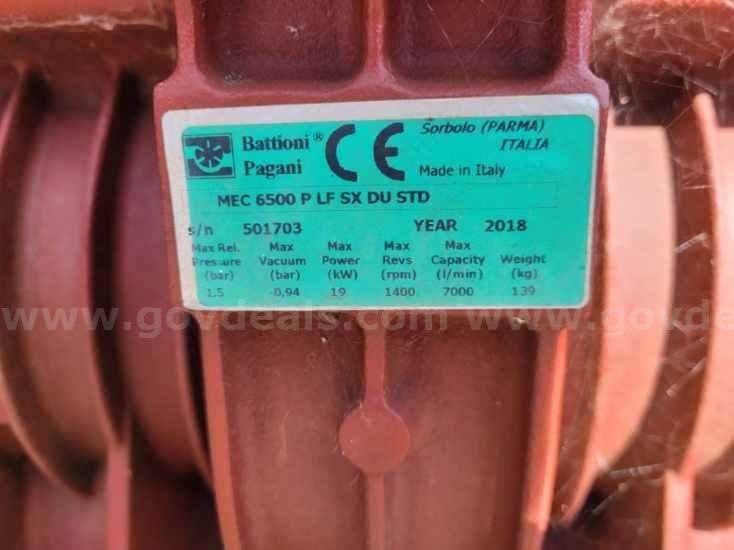 Battioni®
Pagani
CE
Sorbolo (PARMA)
ITALIA
Made in Italy
MEC 6500 P LF SX DU STD
s/n 501703 YEAR 2018
Max Rel. Max Max Max Max
Pressure Vacuum Power Revs Capacity Weight
(bar) (bar) (kW) (rpm) (l/min) (kg)
1.5 -0,94 19 1400 7000 139
www.govdeals.com www.govdeals